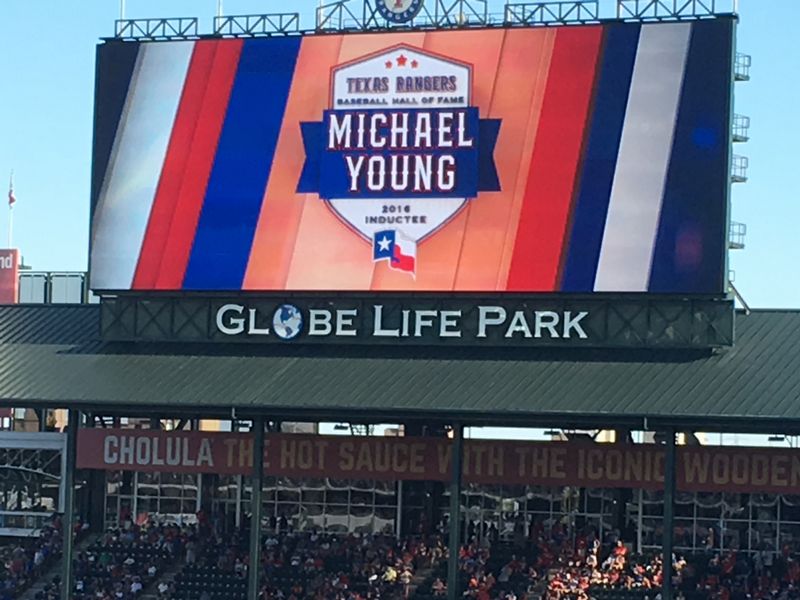 TEXAS RANGERS
BASEBALL HALL OF FAME
MICHAEL
YOUNG
2016
INDUCTEE
GLOBE LIFE PARK
CHOLULA THE HOT SAUCE WITH THE ICONIC WOODEN